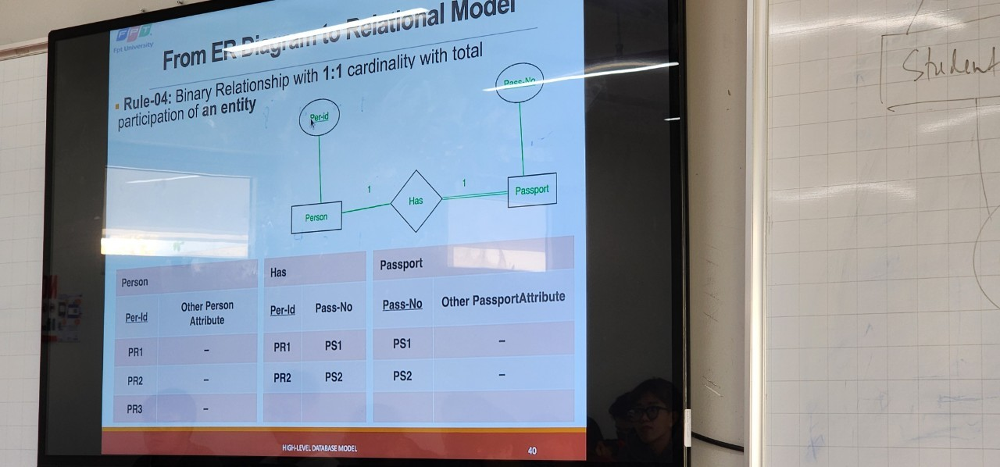 FPT
Fpt University
From ER Diagram to Relational Model
▪ Rule-04: Binary Relationship with 1:1 cardinality with total
participation of an entity
Per-id
Pass-No
1
1
Person
Has
Passport
Person
Per-Id Other Person
Attribute
PR1 –
PR2 –
PR3 –
Has
Per-Id Pass-No
PR1 PS1
PR2 PS2
Passport
Pass-No Other PassportAttribute
PS1 –
PS2 –
HIGH-LEVEL DATABASE MODEL
40
Student